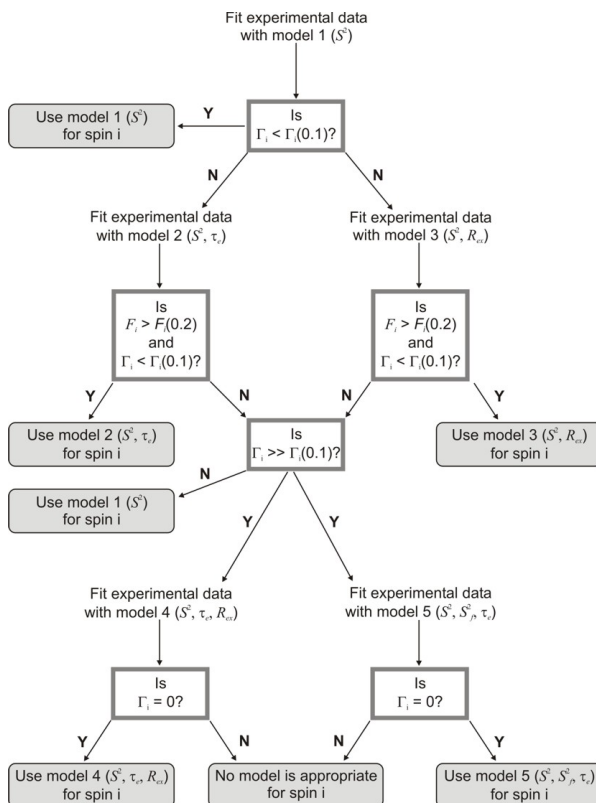 Fit experimental data
with model 1 (S²)
Is
Γᵢ < Γᵢ(0.1)?
Y
Use model 1 (S²)
for spin i
N
N
Fit experimental data
with model 2 (S², τₑ)
Fit experimental data
with model 3 (S², Rₑₓ)
Is
Fᵢ > Fᵢ(0.2)
and
Γᵢ < Γᵢ(0.1)?
Is
Fᵢ > Fᵢ(0.2)
and
Γᵢ < Γᵢ(0.1)?
Y
N
N
Y
Use model 2 (S², τₑ)
for spin i
Is
Γᵢ >> Γᵢ(0.1)?
Use model 3 (S², Rₑₓ)
for spin i
N
Use model 1 (S²)
for spin i
Y
Y
Fit experimental data
with model 4 (S², τₑ, Rₑₓ)
Fit experimental data
with model 5 (S², S²f, τₑ)
Is
Γᵢ = 0?
Is
Γᵢ = 0?
Y
N
N
Y
Use model 4 (S², τₑ, Rₑₓ)
for spin i
No model is appropriate
for spin i
Use model 5 (S², S²f, τₑ)
for spin i